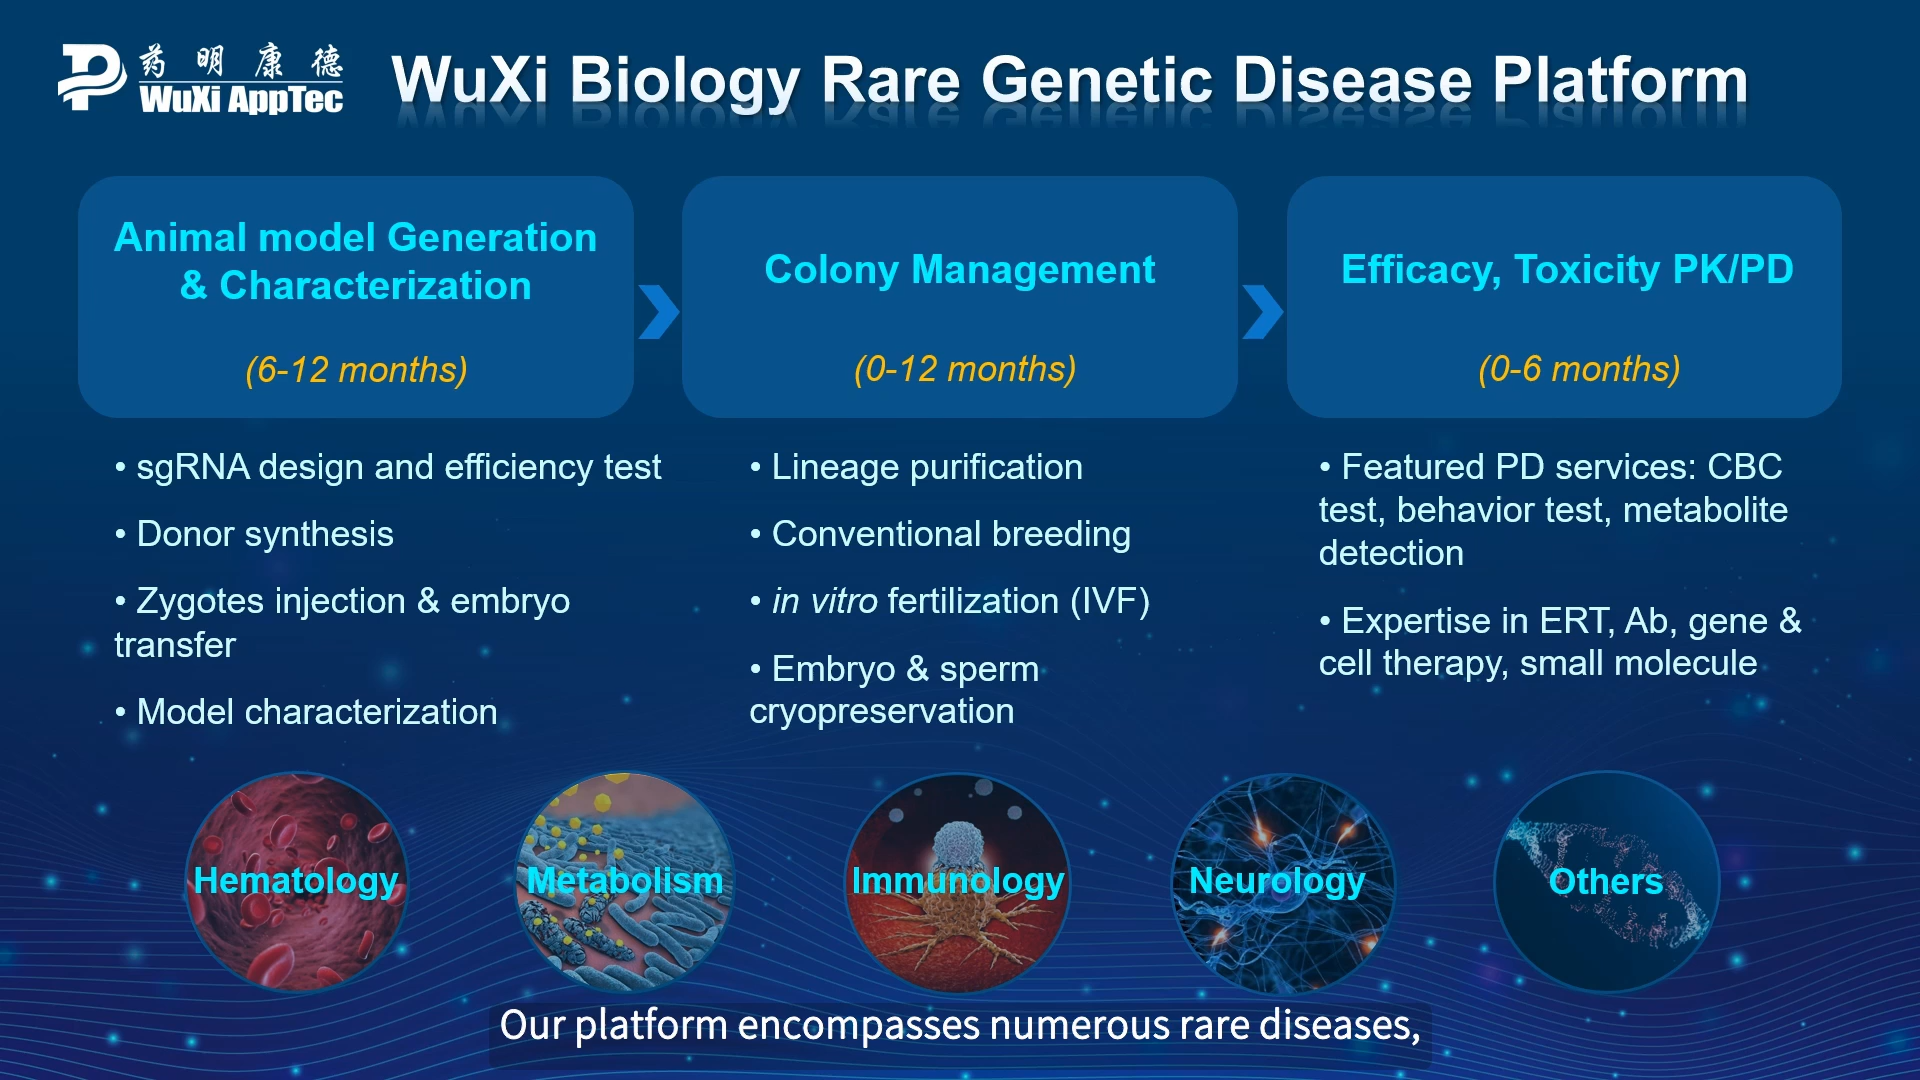 药明康德
WuXi AppTec
WuXi Biology Rare Genetic Disease Platform
Animal model Generation
& Characterization
(6-12 months)
• sgRNA design and efficiency test
• Donor synthesis
• Zygotes injection & embryo
transfer
• Model characterization
Colony Management
(0-12 months)
• Lineage purification
• Conventional breeding
• in vitro fertilization (IVF)
• Embryo & sperm
cryopreservation
Efficacy, Toxicity PK/PD
(0-6 months)
• Featured PD services: CBC
test, behavior test, metabolite
detection
• Expertise in ERT, Ab, gene &
cell therapy, small molecule
Hematology
Metabolism
Immunology
Neurology
Others
Our platform encompasses numerous rare diseases,